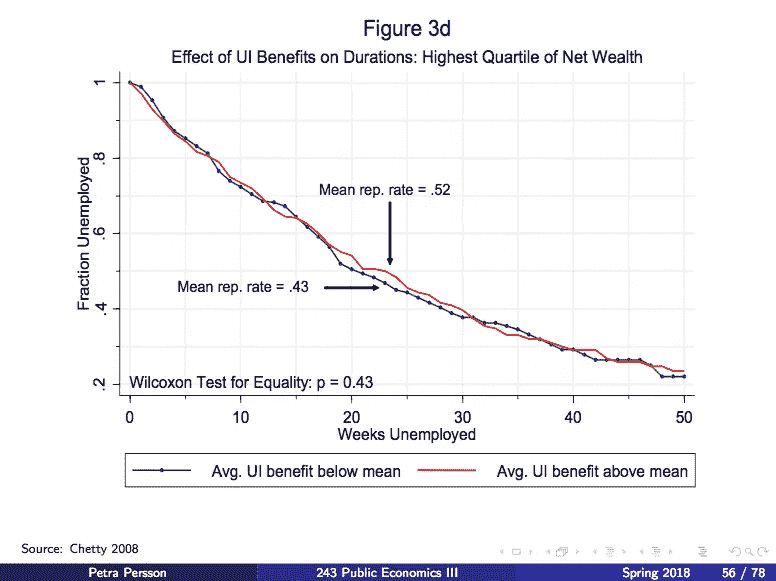 Figure 3d
Effect of UI Benefits on Durations: Highest Quartile of Net Wealth
Fraction Unemployed
1
.8
.6
.4
.2
Mean rep. rate = .52
Mean rep. rate = .43
Wilcoxon Test for Equality: p = 0.43
0 10 20 30 40 50
Weeks Unemployed
Avg. UI benefit below mean Avg. UI benefit above mean
Source: Chetty 2008
Petra Persson 243 Public Economics III Spring 2018 56 / 78